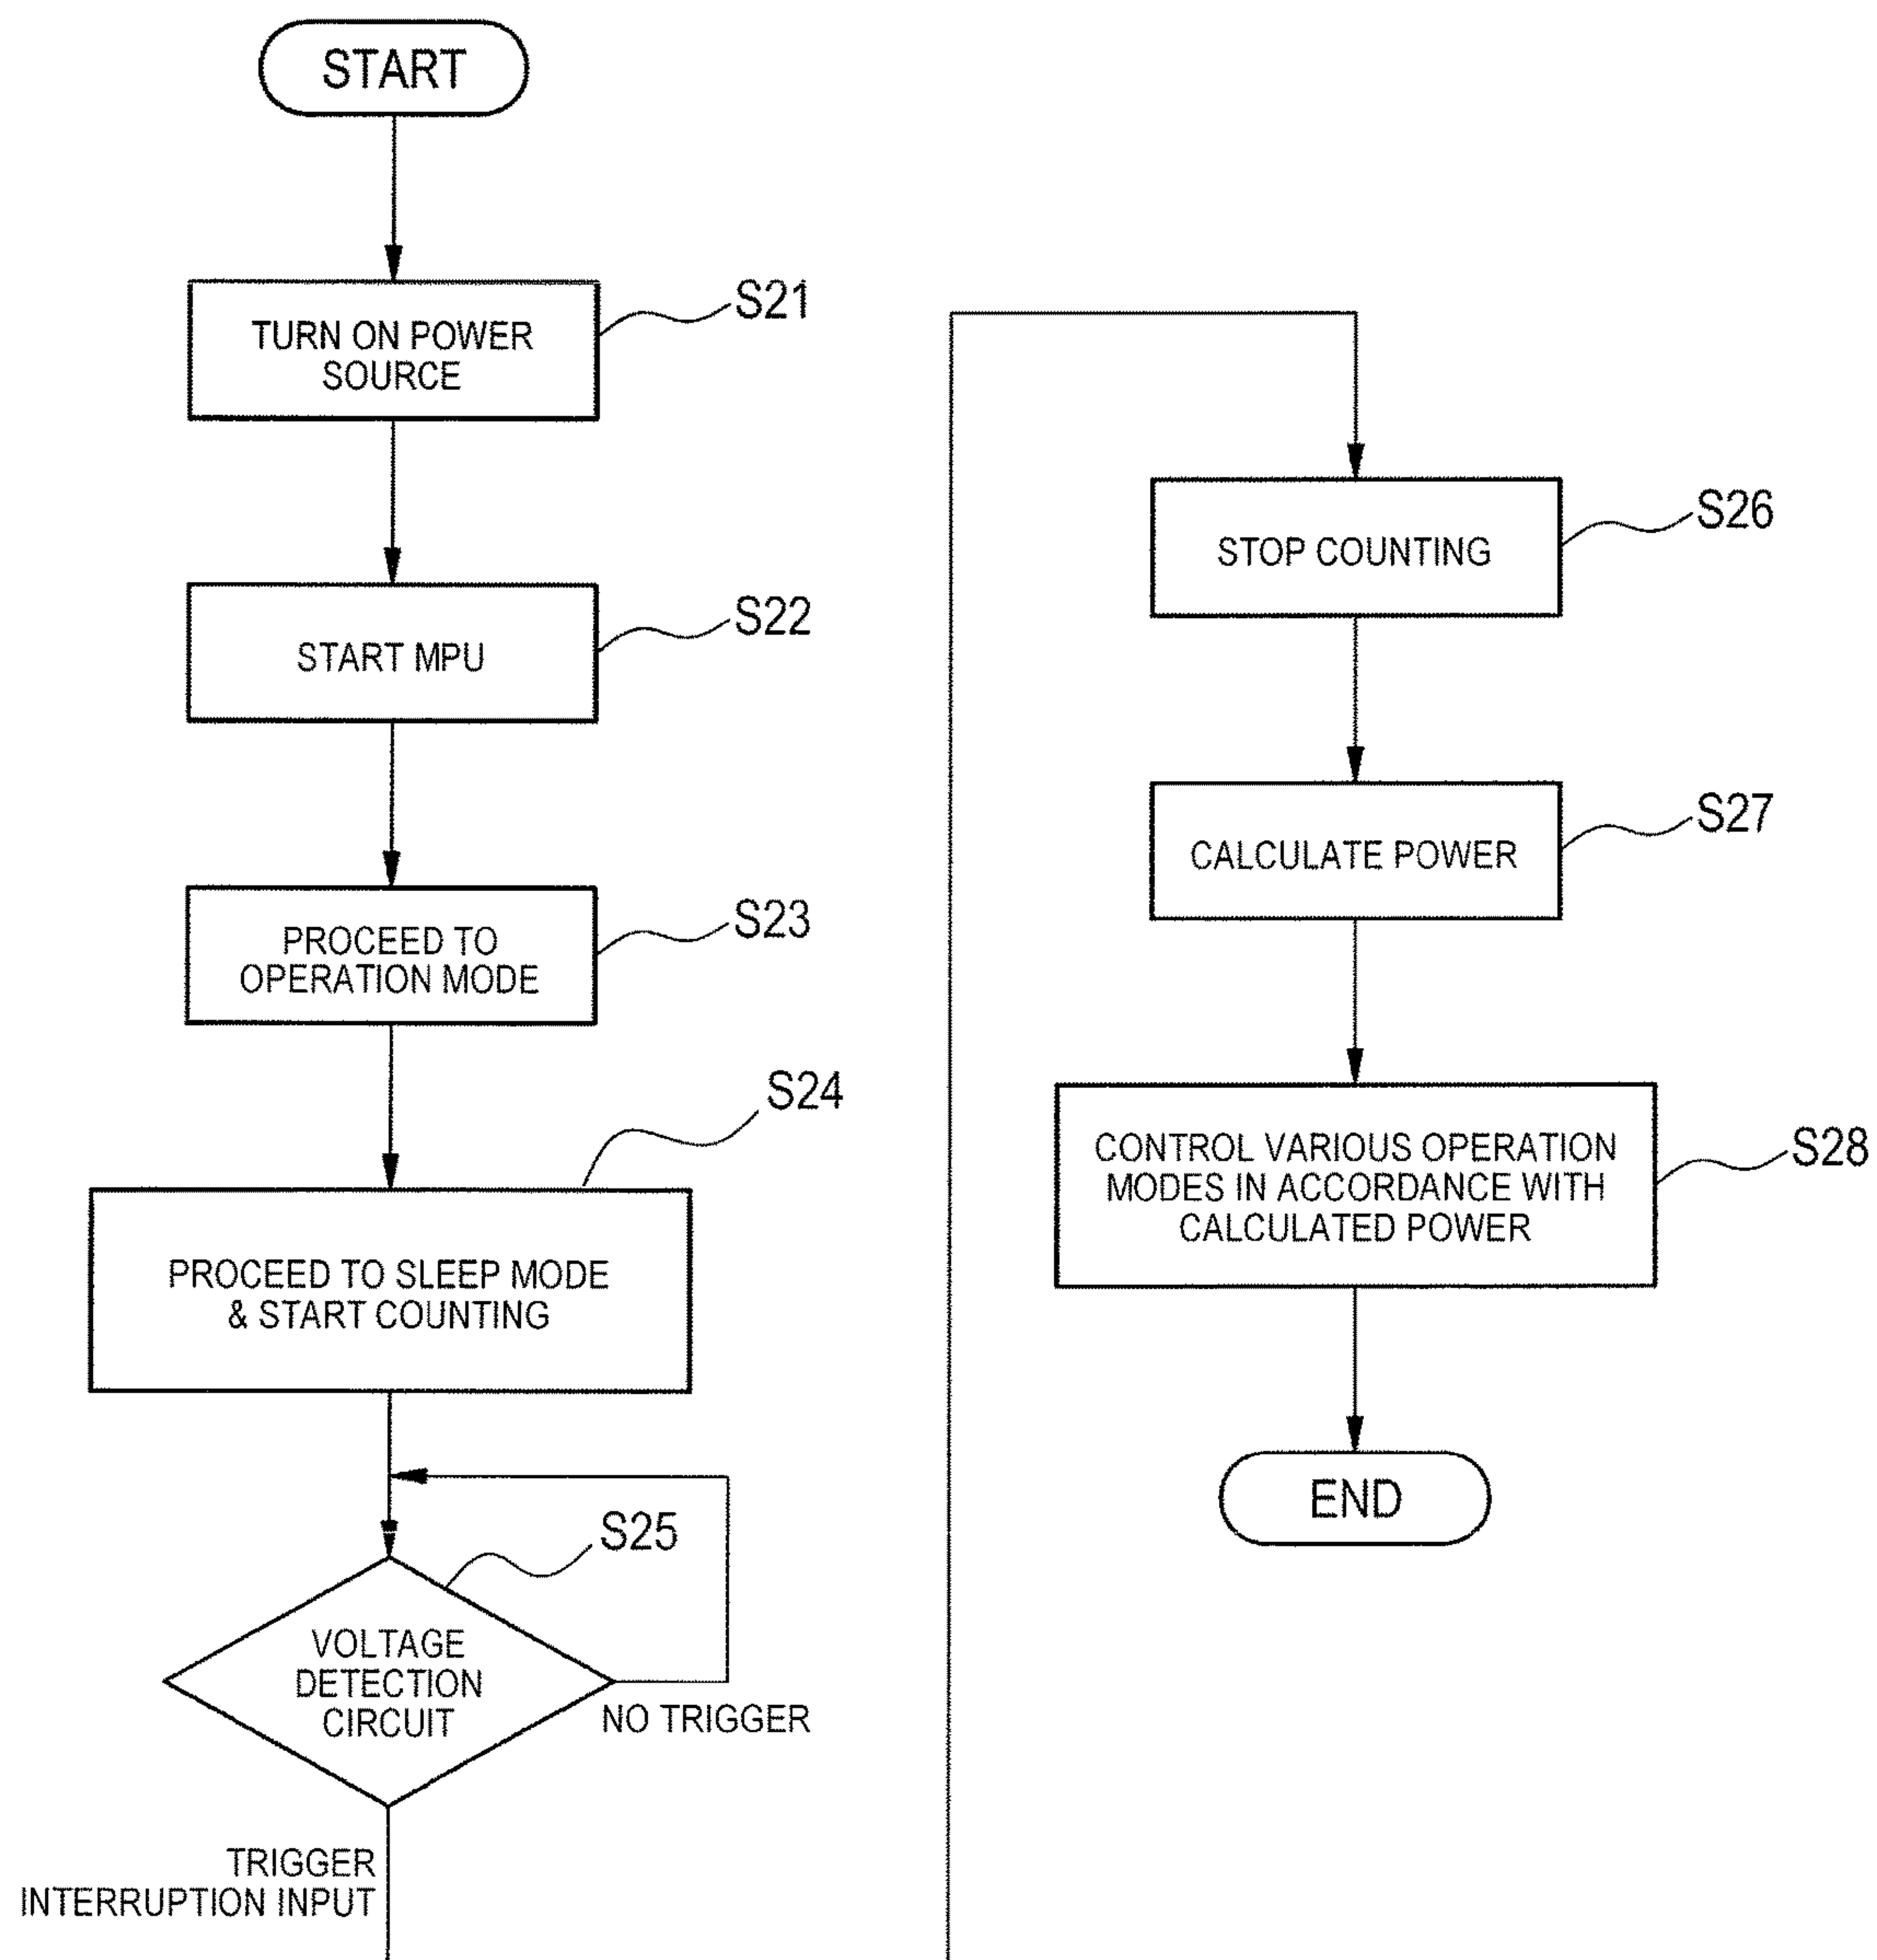 START
TURN ON POWER
SOURCE
S21
START MPU
S22
PROCEED TO
OPERATION MODE
S23
PROCEED TO SLEEP MODE
& START COUNTING
S24
VOLTAGE
DETECTION
CIRCUIT
S25
NO TRIGGER
TRIGGER
INTERRUPTION INPUT
STOP COUNTING
S26
CALCULATE POWER
S27
CONTROL VARIOUS OPERATION
MODES IN ACCORDANCE WITH
CALCULATED POWER
S28
END